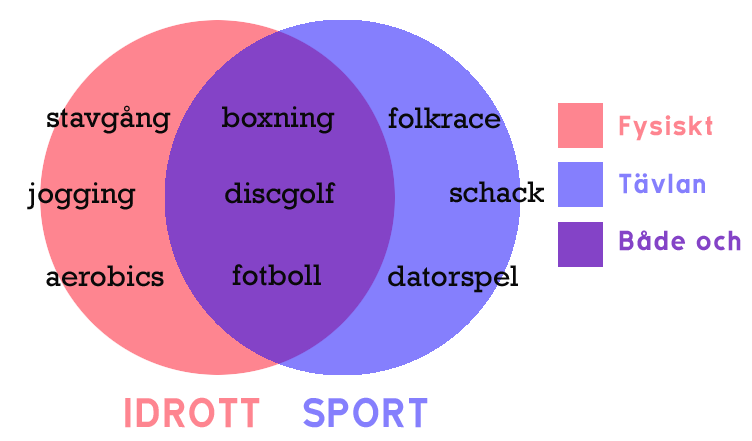 stavgång boxning folkrace
jogging discgolf schack
aerobics fotboll datorspel
Fysiskt
Tävlan
Både och
IDROTT SPORT